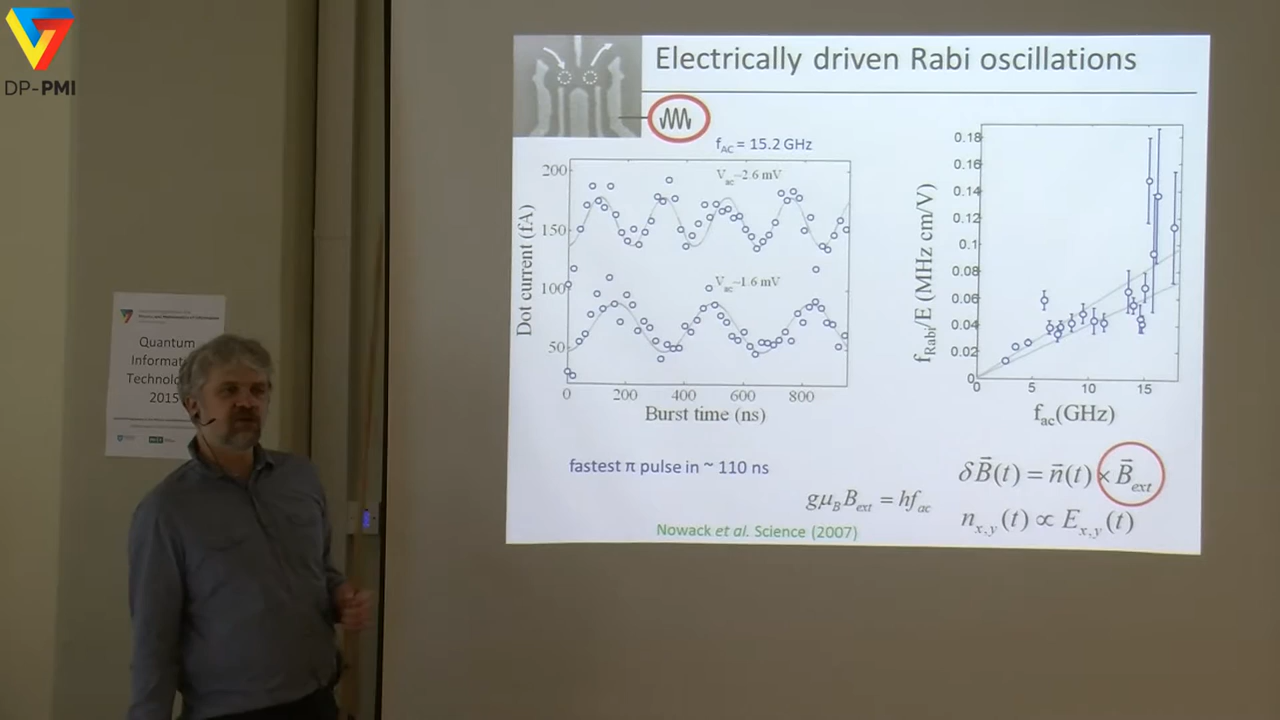 DP-PMI
Quantum
Informat
Technolo
2015
Electrically driven Rabi oscillations
f_AC = 15.2 GHz
200
150
100
50
V_ac~2.6 mV
V_ac~1.6 mV
Dot current (fA)
0 200 400 600 800
Burst time (ns)
0.18
0.16
0.14
0.12
0.1
0.08
0.06
0.04
0.02
0
f_Rabi/E (MHz cm/V)
0 5 10 15
f_ac(GHz)
fastest π pulse in ~ 110 ns
gμ_B B_ext = hf_ac
δB⃗(t) = n⃗(t) × B⃗_ext
n_x,y(t) ∝ E_x,y(t)
Nowack et al. Science (2007)